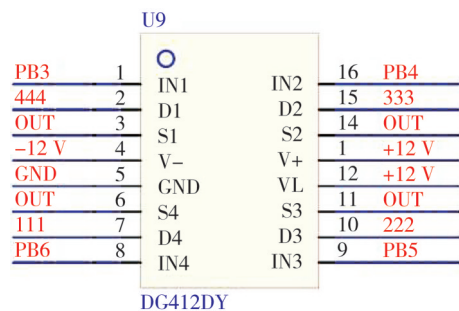 U9
PB3 1 IN1 IN2 16 PB4
444 2 D1 D2 15 333
OUT 3 S1 S2 14 OUT
−12 V 4 V− V+ 1 +12 V
GND 5 GND VL 12 +12 V
OUT 6 S4 S3 11 OUT
111 7 D4 D3 10 222
PB6 8 IN4 IN3 9 PB5
DG412DY